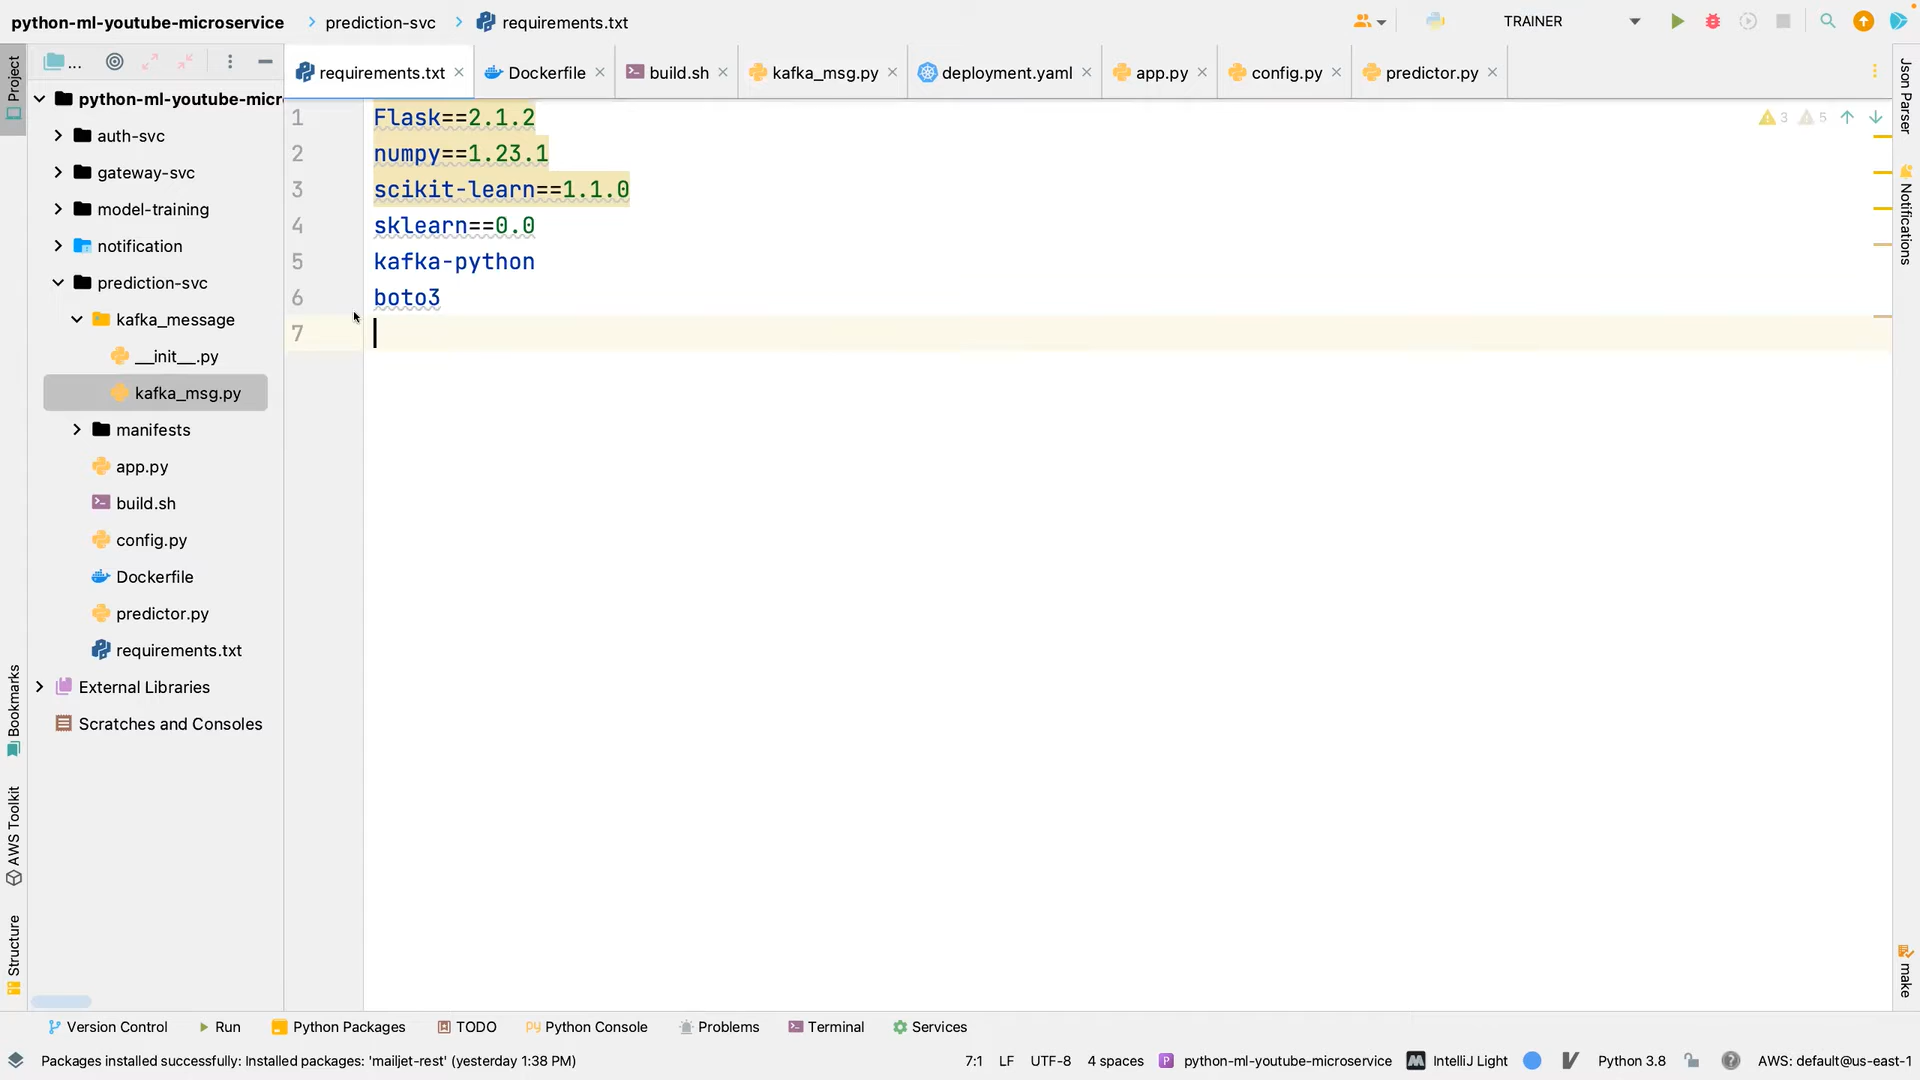 python-ml-youtube-microservice prediction-svc requirements.txt TRAINER
... requirements.txt Dockerfile build.sh kafka_msg.py deployment.yaml app.py config.py predictor.py
Project
Bookmarks
AWS Toolkit
Structure
python-ml-youtube-micr
auth-svc
gateway-svc
model-training
notification
prediction-svc
kafka_message
__init__.py
kafka_msg.py
manifests
app.py
build.sh
config.py
Dockerfile
predictor.py
requirements.txt
External Libraries
Scratches and Consoles
1 Flask==2.1.2
2 numpy==1.23.1
3 scikit-learn==1.1.0
4 sklearn==0.0
5 kafka-python
6 boto3
7
3 5
Json Parser
Notifications
make
Version Control Run Python Packages TODO Python Console Problems Terminal Services
Packages installed successfully: Installed packages: 'mailjet-rest' (yesterday 1:38 PM) 7:1 LF UTF-8 4 spaces python-ml-youtube-microservice IntelliJ Light Python 3.8 AWS: default@us-east-1